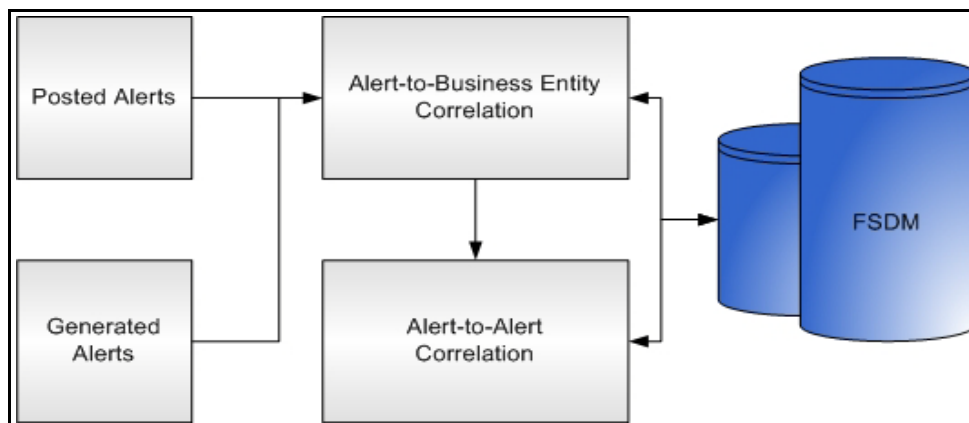 Posted Alerts
Alert-to-Business Entity
Correlation
FSDM
Generated
Alerts
Alert-to-Alert
Correlation